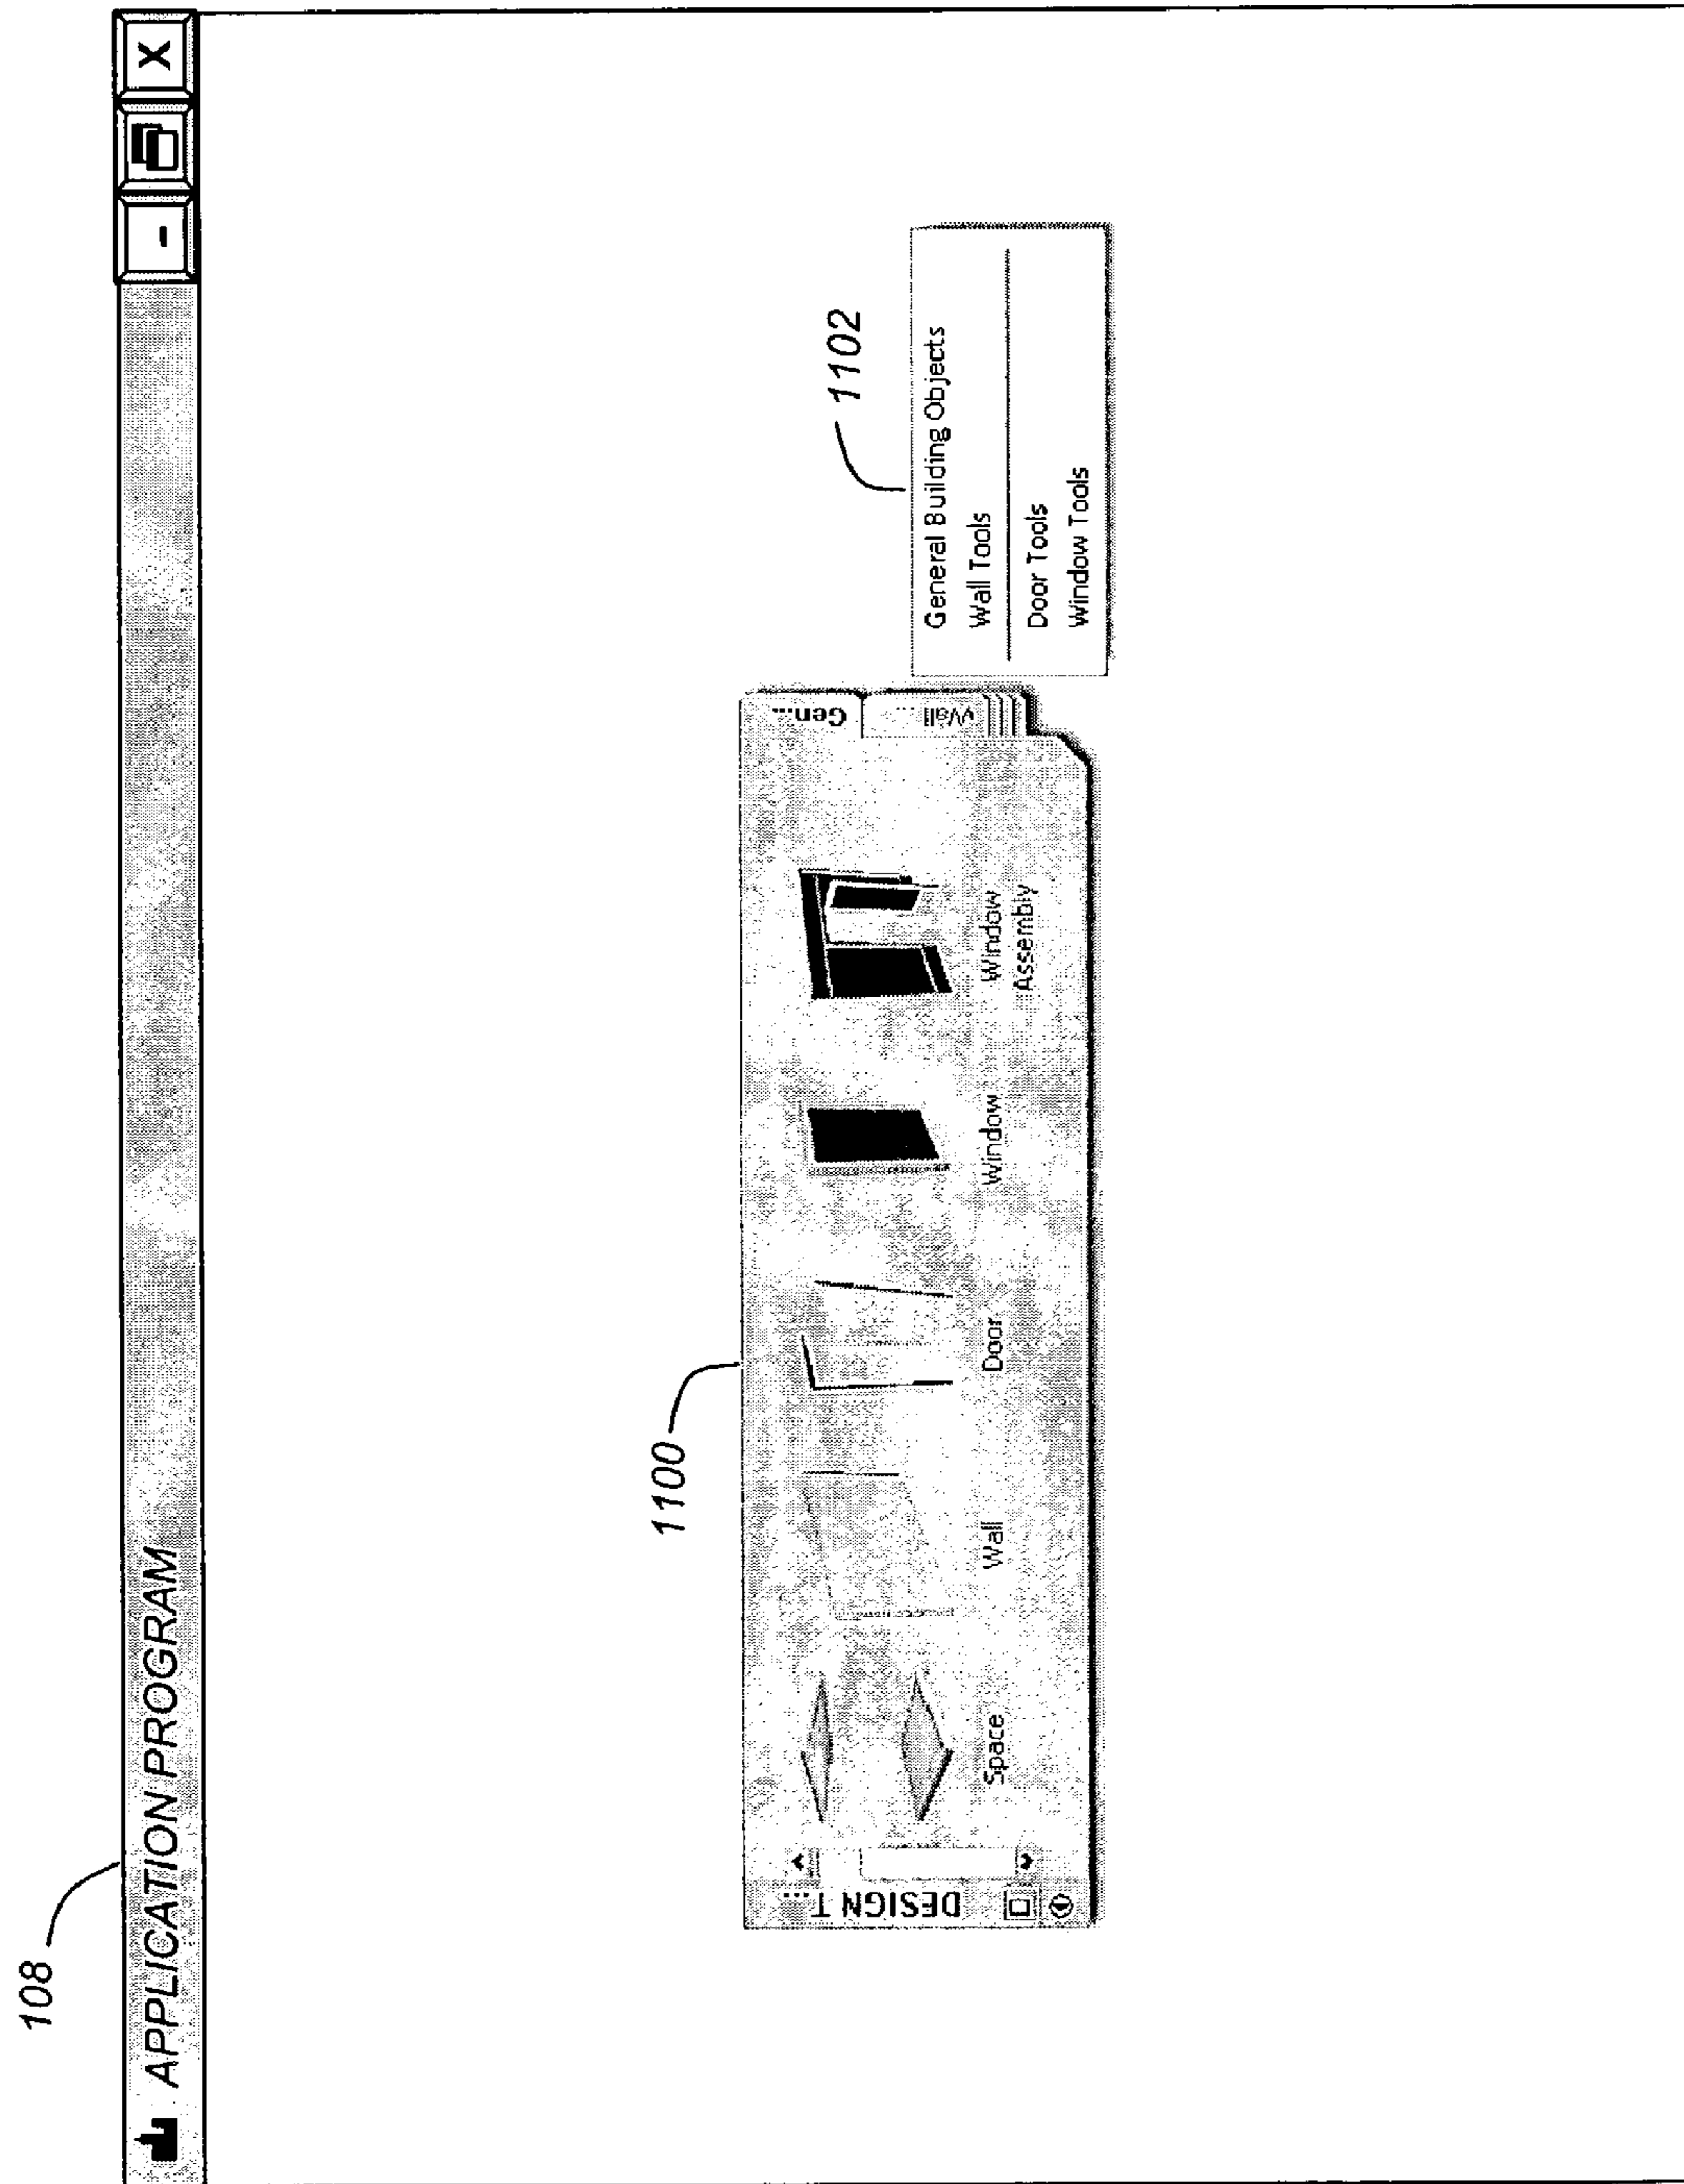 108
APPLICATION PROGRAM
-
X
1100
1102
DESIGN T...
Space
Wall
Door
Window
Window
Assembly
Gen...
Wall ...
General Building Objects
Wall Tools
Door Tools
Window Tools